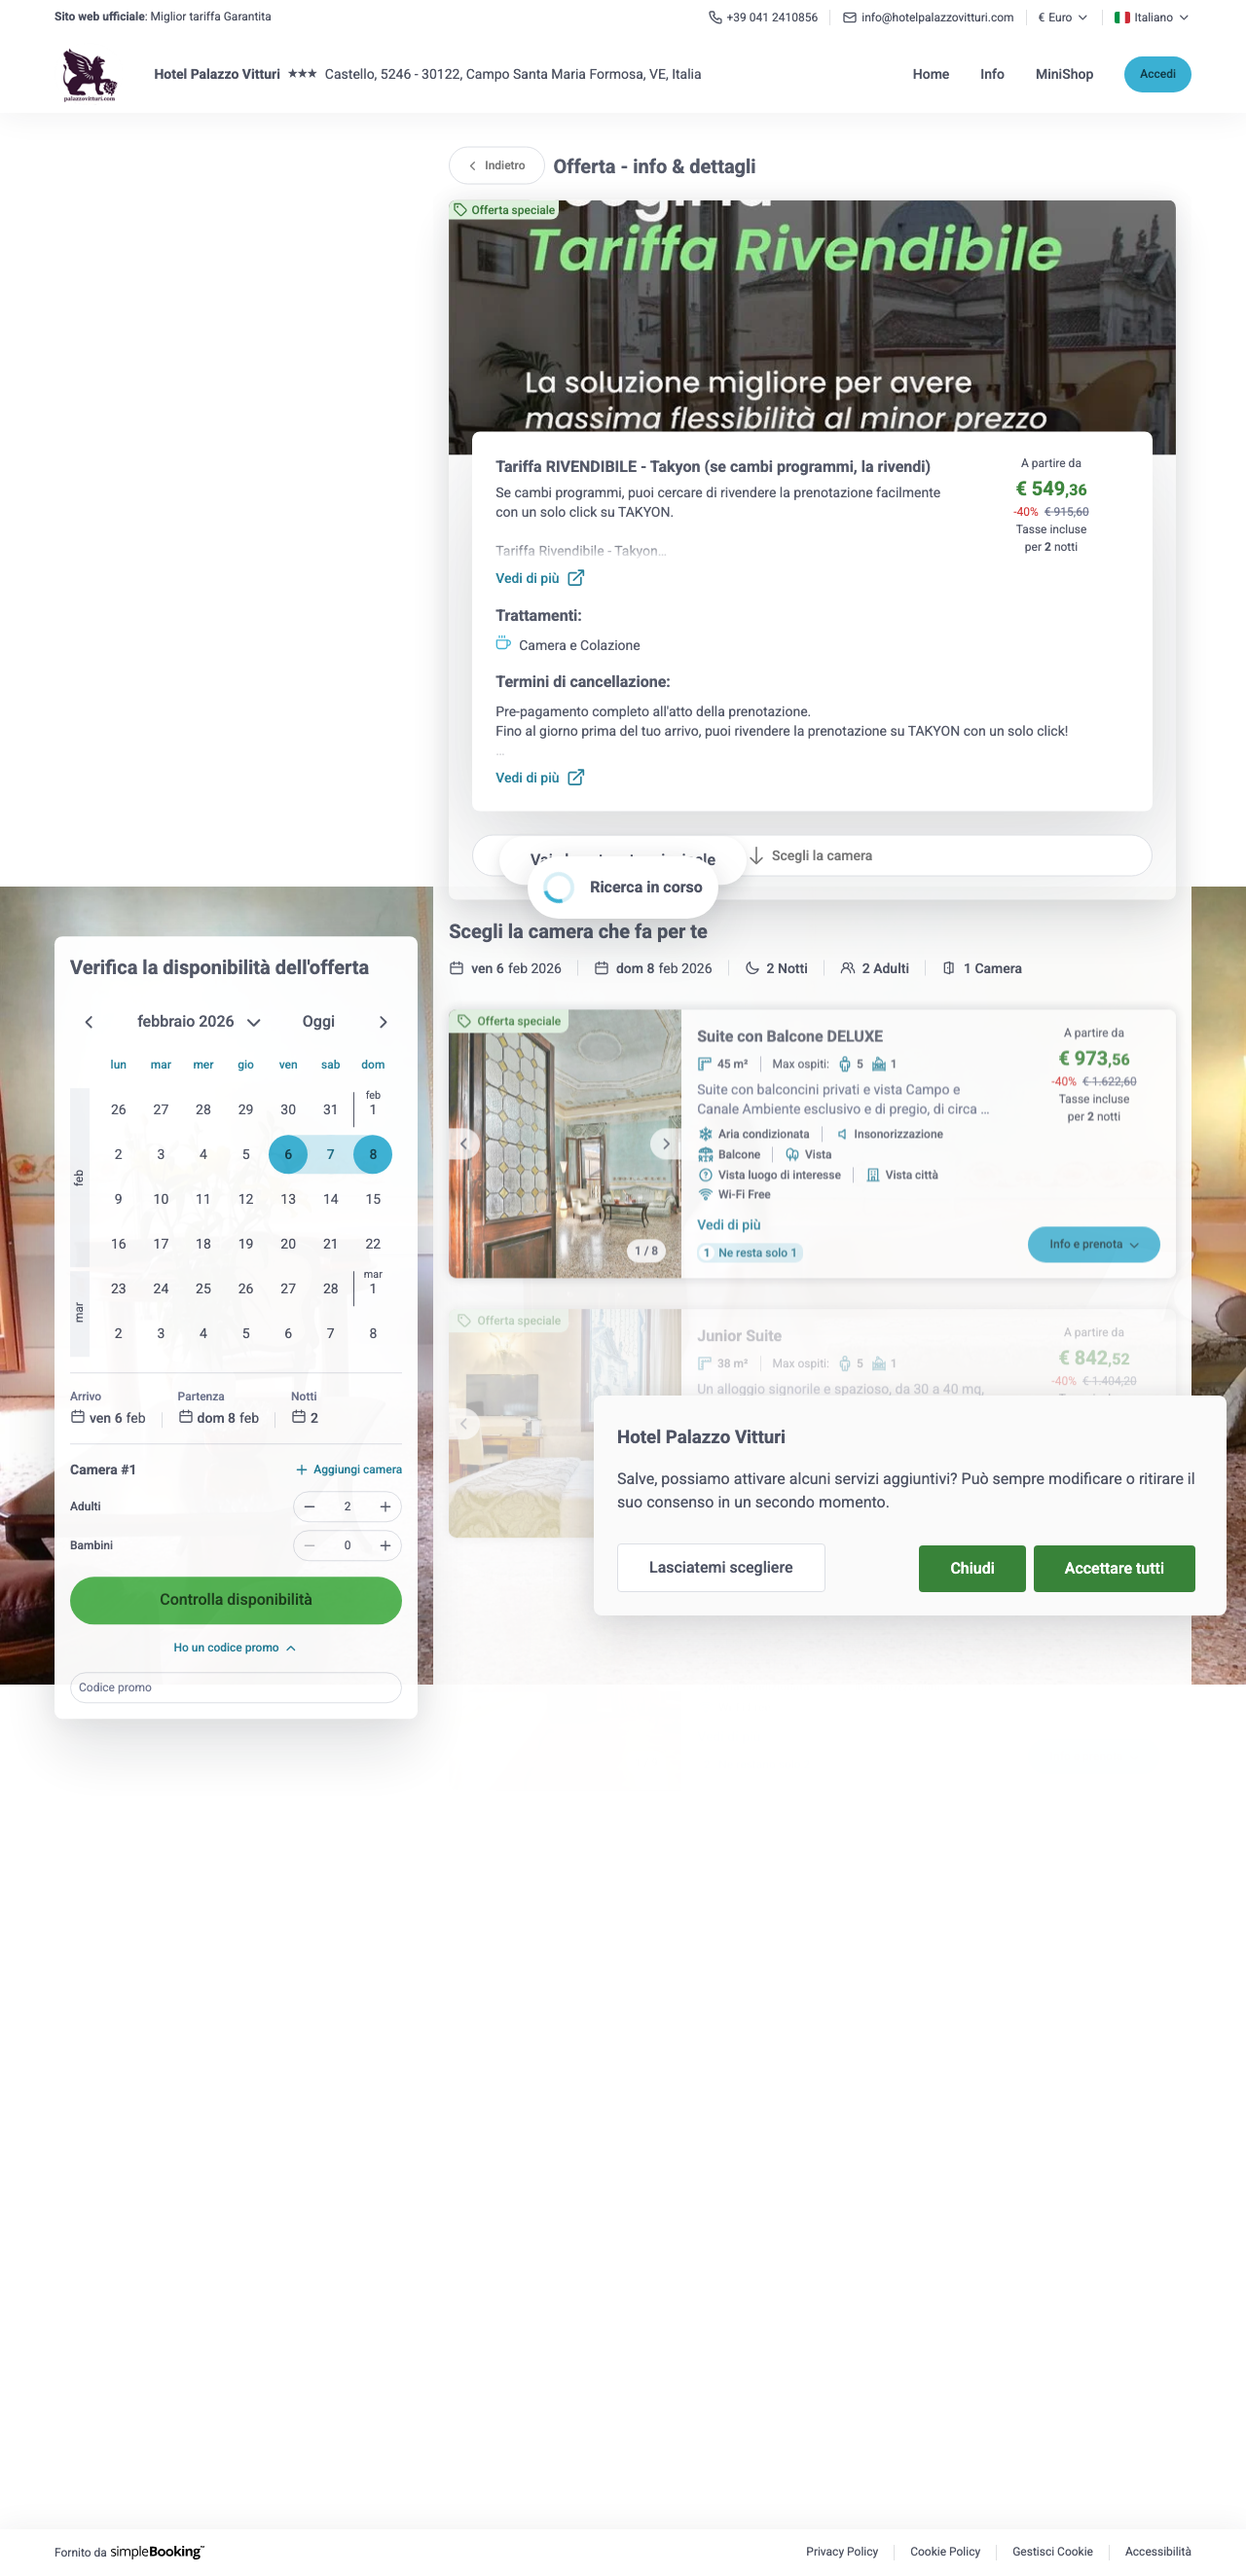 Sito web ufficiale: Miglior tariffa Garantita
+39 041 2410856
info@hotelpalazzovitturi.com
€ Euro
Italiano
palazzovitturi.com
Hotel Palazzo Vitturi ★★★ Castello, 5246 - 30122, Campo Santa Maria Formosa, VE, Italia
Home
Info
MiniShop
Accedi
Indietro
Offerta - info & dettagli
Offerta speciale
Tariffa Rivendibile
La soluzione migliore per avere
massima flessibilità al minor prezzo
Tariffa RIVENDIBILE - Takyon (se cambi programmi, la rivendi)
Se cambi programmi, puoi cercare di rivendere la prenotazione facilmente
con un solo click su TAKYON.
Tariffa Rivendibile - Takyon...
Vedi di più
A partire da
€ 549,36
-40% € 915,60
Tasse incluse
per 2 notti
Trattamenti:
Camera e Colazione
Termini di cancellazione:
Pre-pagamento completo all'atto della prenotazione.
Fino al giorno prima del tuo arrivo, puoi rivendere la prenotazione su TAKYON con un solo click!
...
Vedi di più
Scegli la camera
Ricerca in corso
Scegli la camera che fa per te
ven 6 feb 2026
dom 8 feb 2026
2 Notti
2 Adulti
1 Camera
Verifica la disponibilità dell'offerta
febbraio 2026
Oggi
lun mar mer gio ven sab dom
feb
26 27 28 29 30 31 1
2 3 4 5 6 7 8
feb
9 10 11 12 13 14 15
16 17 18 19 20 21 22
mar
23 24 25 26 27 28 1
mar
2 3 4 5 6 7 8
Arrivo
ven 6 feb
Partenza
dom 8 feb
Notti
2
Camera #1
Aggiungi camera
Adulti
2
Bambini
0
Controlla disponibilità
Ho un codice promo
Codice promo
Offerta speciale
1 / 8
Suite con Balcone DELUXE
45 m² Max ospiti: 5 1
Suite con balconcini privati e vista Campo e
Canale Ambiente esclusivo e di pregio, di circa ...
Aria condizionata
Insonorizzazione
Balcone
Vista
Vista luogo di interesse
Vista città
Wi-Fi Free
Vedi di più
1 Ne resta solo 1
A partire da
€ 973,56
-40% € 1.622,60
Tasse incluse
per 2 notti
Info e prenota
Offerta speciale
Junior Suite
38 m² Max ospiti: 5 1
Un alloggio signorile e spazioso, da 30 a 40 mq,
A partire da
€ 842,52
-40% € 1.404,20
Hotel Palazzo Vitturi
Salve, possiamo attivare alcuni servizi aggiuntivi? Può sempre modificare o ritirare il
suo consenso in un secondo momento.
Lasciatemi scegliere
Chiudi
Accettare tutti
Fornito da simpleBooking™
Privacy Policy
Cookie Policy
Gestisci Cookie
Accessibilità